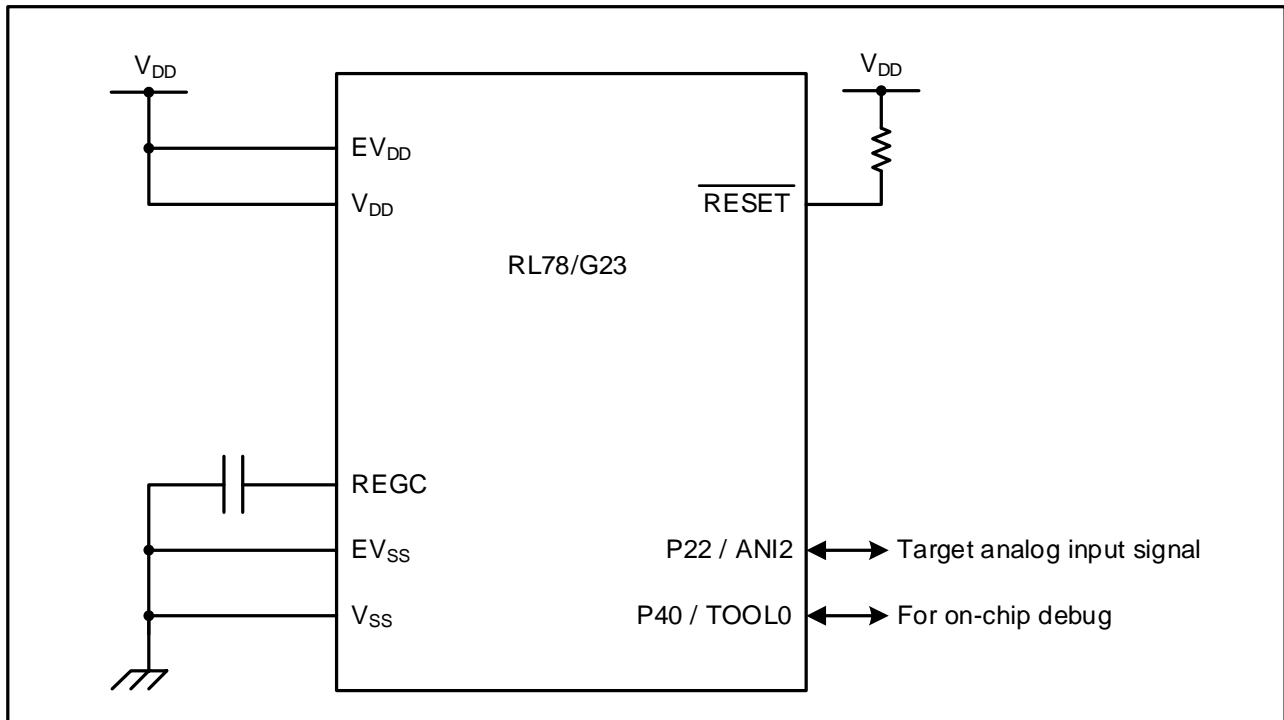 VDD
EVDD
VDD
RL78/G23
VDD
RESET
REGC
EVSS
VSS
P22 / ANI2
Target analog input signal
P40 / TOOL0
For on-chip debug